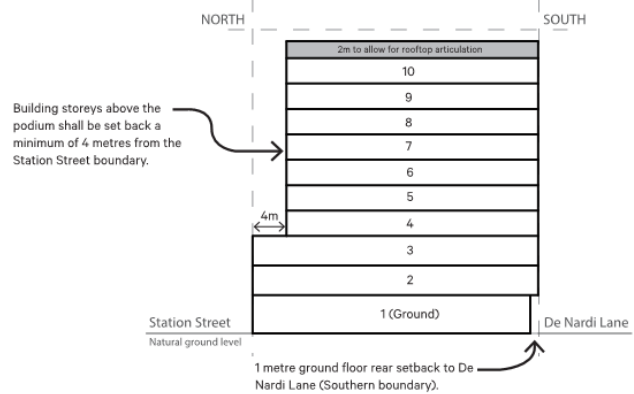 NORTH
SOUTH
2m to allow for rooftop articulation
10
9
8
7
6
5
4
3
2
1 (Ground)
Building storeys above the
podium shall be set back a
minimum of 4 metres from the
Station Street boundary.
4m
Station Street
Natural ground level
De Nardi Lane
1 metre ground floor rear setback to De
Nardi Lane (Southern boundary).